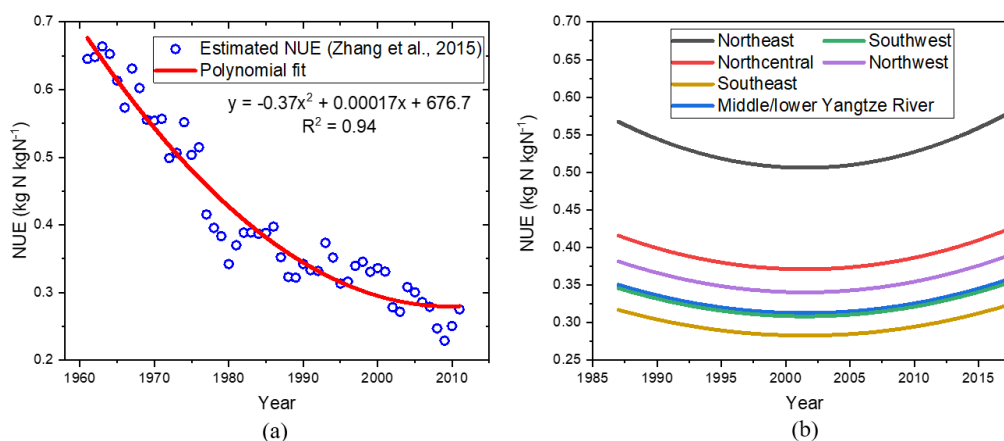 0.7
0.6
0.5
0.4
0.3
0.2
NUE (kg N kgN⁻¹)
Estimated NUE (Zhang et al., 2015)
Polynomial fit
y = -0.37x² + 0.00017x + 676.7
R² = 0.94
1960 1970 1980 1990 2000 2010
Year
(a)
0.70
0.65
0.60
0.55
0.50
0.45
0.40
0.35
0.30
0.25
NUE (kg N kgN⁻¹)
Northeast Southwest
Northcentral Northwest
Southeast
Middle/lower Yangtze River
1985 1990 1995 2000 2005 2010 2015
Year
(b)